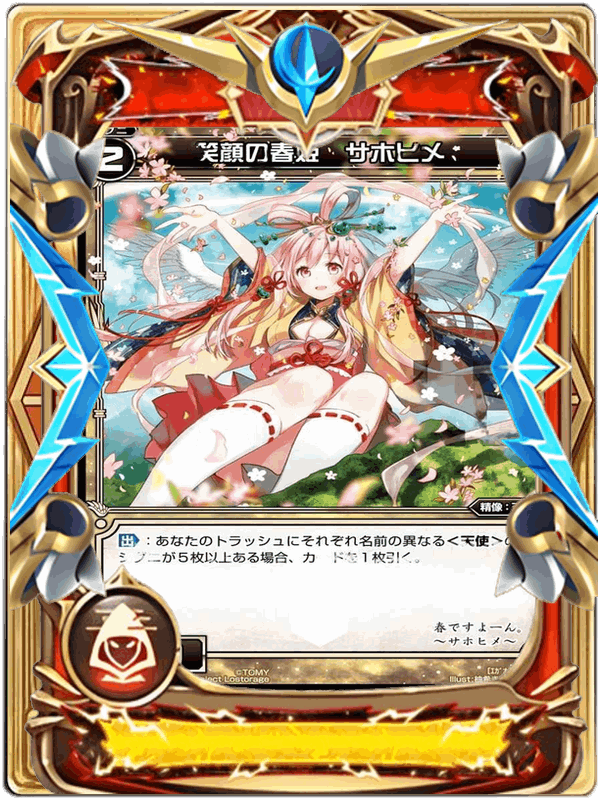 2
笑顔の春姫 サホヒメ
精像:
出:あなたのトラッシュにそれぞれ名前の異なる<天使>の
シグニが5枚以上ある場合、カードを1枚引く。
春ですよーん。
~サホヒメ~
©TOMY
ject Lostorage
Illust: